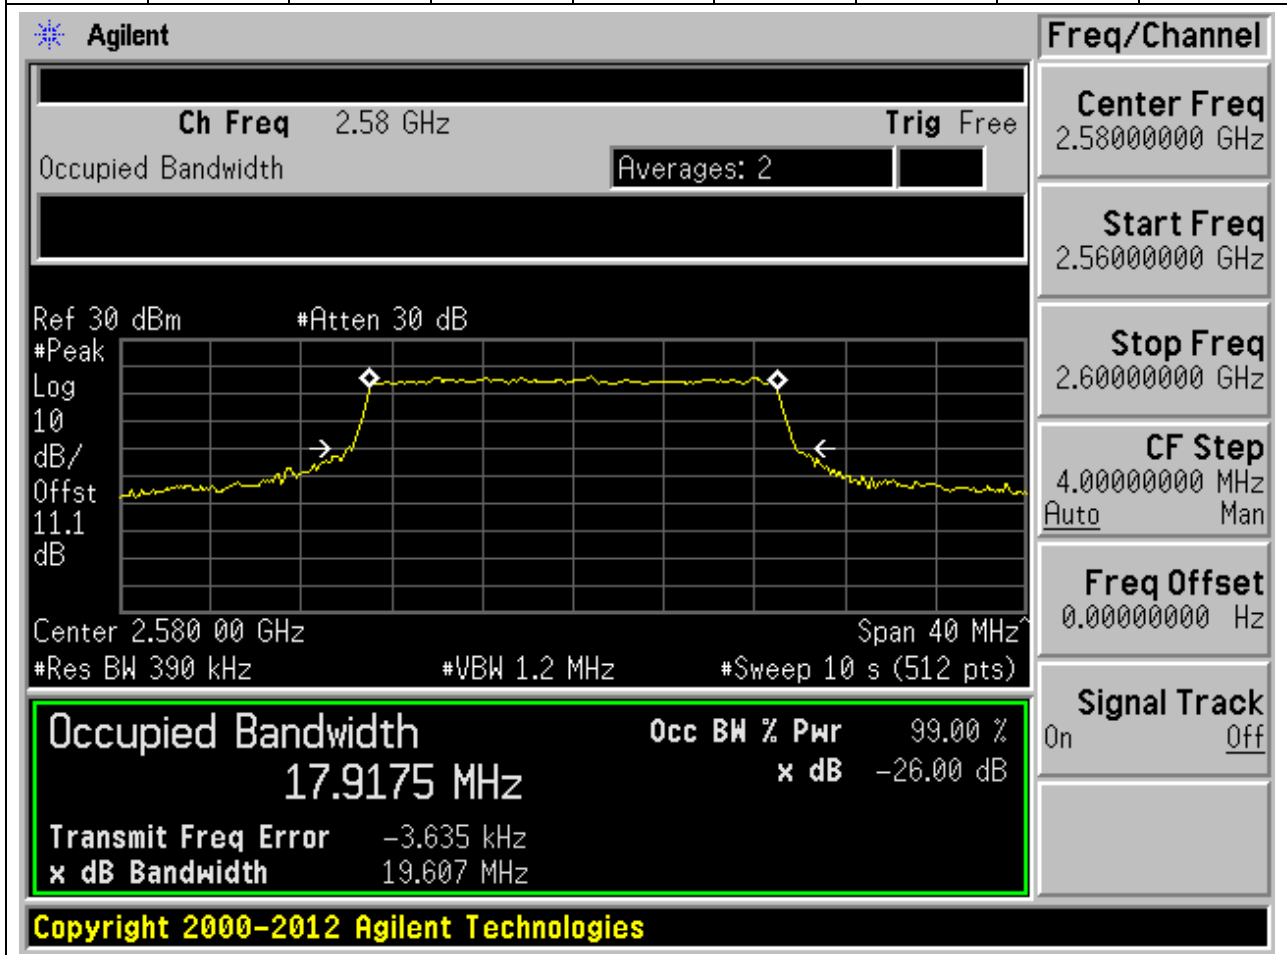 Agilent
Freq/Channel
Ch Freq 2.58 GHz Trig Free
Occupied Bandwidth Averages: 2
Center Freq
2.58000000 GHz
Start Freq
2.56000000 GHz
Stop Freq
2.60000000 GHz
CF Step
4.00000000 MHz
Auto Man
Freq Offset
0.00000000 Hz
Signal Track
On Off
Ref 30 dBm #Atten 30 dB
#Peak
Log
10
dB/
Offst
11.1
dB
Center 2.580 00 GHz Span 40 MHz^
#Res BW 390 kHz #VBW 1.2 MHz #Sweep 10 s (512 pts)
Occupied Bandwidth Occ BW % Pwr 99.00 %
17.9175 MHz x dB -26.00 dB
Transmit Freq Error -3.635 kHz
x dB Bandwidth 19.607 MHz
Copyright 2000-2012 Agilent Technologies